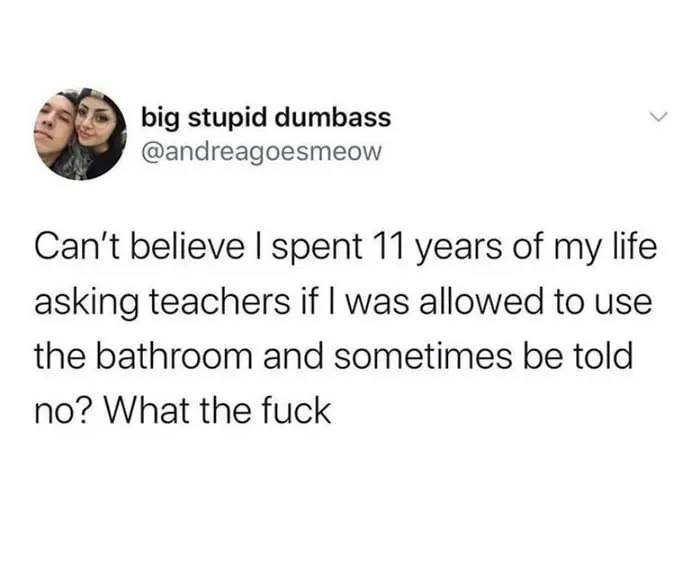 big stupid dumbass
@andreagoesmeow
Can't believe I spent 11 years of my life
asking teachers if I was allowed to use
the bathroom and sometimes be told
no? What the fuck